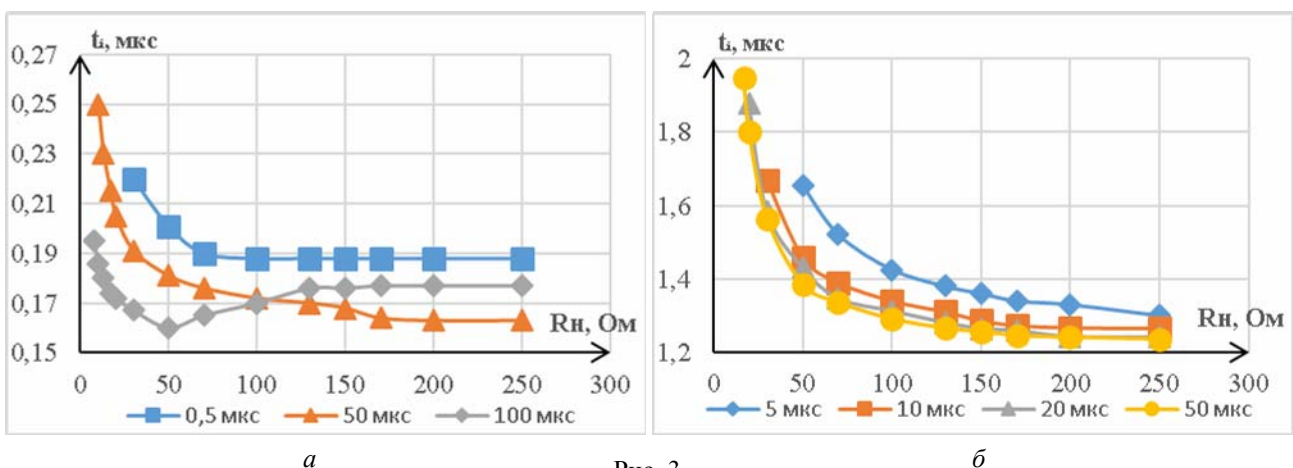 tᵢ, мкс
0,27
0,25
0,23
0,21
0,19
0,17
0,15
Rн, Ом
0 50 100 150 200 250 300
0,5 мкс 50 мкс 100 мкс
а
tᵢ, мкс
2
1,8
1,6
1,4
1,2
Rн, Ом
0 50 100 150 200 250 300
5 мкс 10 мкс 20 мкс 50 мкс
б
Рис. 3